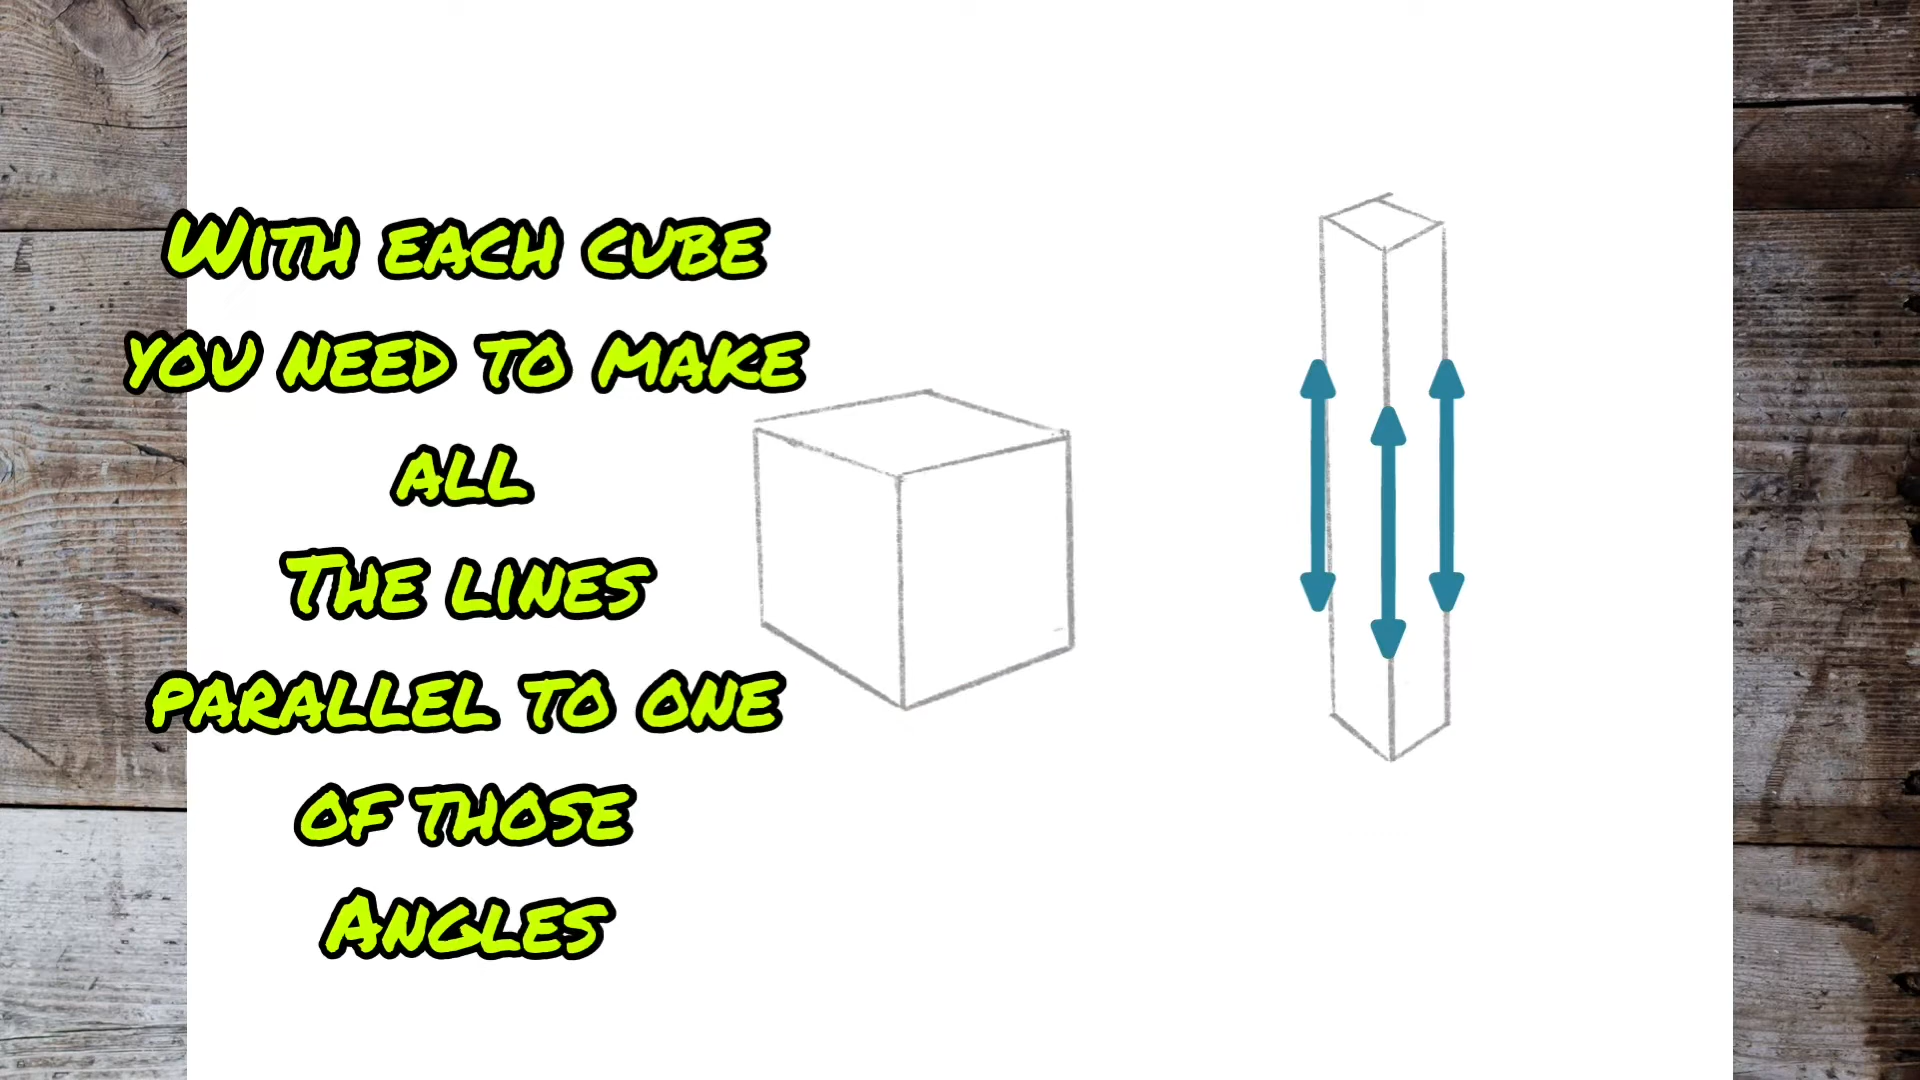 With each cube
you need to make
all
The lines
parallel to one
of those
Angles